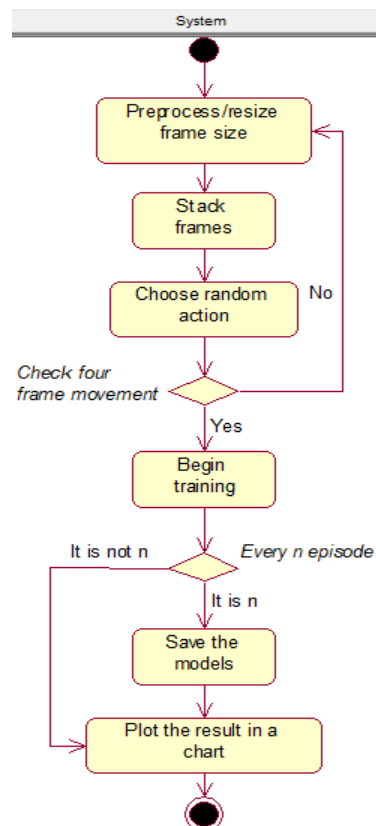 System
Preprocess/resize
frame size
Stack
frames
Choose random
action
No
Check four
frame movement
Yes
Begin
training
It is not n
Every n episode
It is n
Save the
models
Plot the result in a
chart